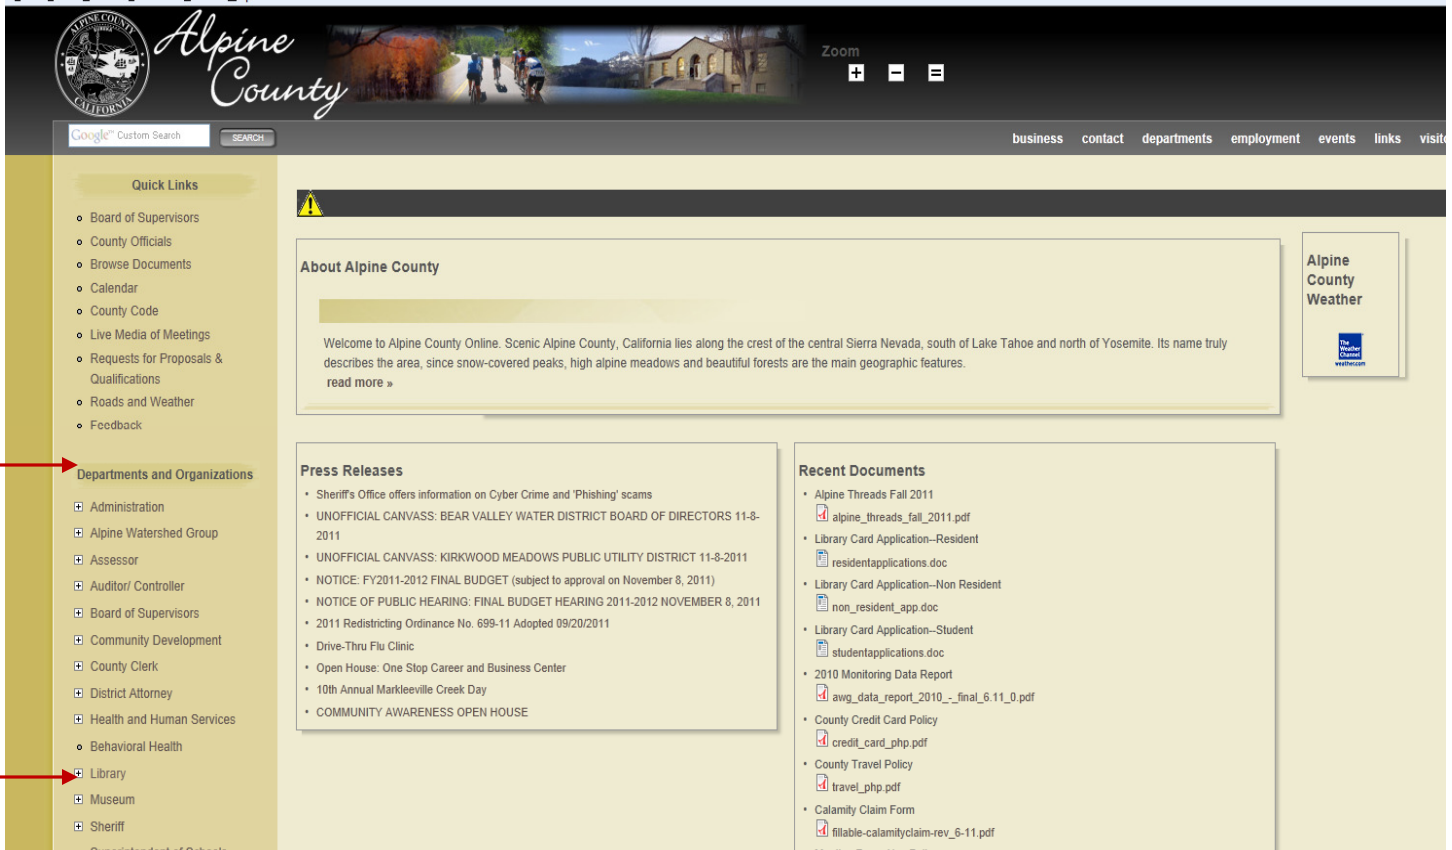 ALPINE COUNTY
EUREKA
CALIFORNIA
Alpine
County
Zoom
Google™ Custom Search
SEARCH
business contact departments employment events links
Quick Links
Board of Supervisors
County Officials
Browse Documents
Calendar
County Code
Live Media of Meetings
Requests for Proposals &
Qualifications
Roads and Weather
Feedback
Departments and Organizations
Administration
Alpine Watershed Group
Assessor
Auditor/ Controller
Board of Supervisors
Community Development
County Clerk
District Attorney
Health and Human Services
Behavioral Health
Library
Museum
Sheriff
Superintendent of Schools
About Alpine County
Welcome to Alpine County Online. Scenic Alpine County, California lies along the crest of the central Sierra Nevada, south of Lake Tahoe and north of Yosemite. Its name truly
describes the area, since snow-covered peaks, high alpine meadows and beautiful forests are the main geographic features.
read more »
Alpine
County
Weather
The
Weather
Channel
weather.com
Press Releases
• Sheriff's Office offers information on Cyber Crime and 'Phishing' scams
• UNOFFICIAL CANVASS: BEAR VALLEY WATER DISTRICT BOARD OF DIRECTORS 11-8-
2011
• UNOFFICIAL CANVASS: KIRKWOOD MEADOWS PUBLIC UTILITY DISTRICT 11-8-2011
• NOTICE: FY2011-2012 FINAL BUDGET (subject to approval on November 8, 2011)
• NOTICE OF PUBLIC HEARING: FINAL BUDGET HEARING 2011-2012 NOVEMBER 8, 2011
• 2011 Redistricting Ordinance No. 699-11 Adopted 09/20/2011
• Drive-Thru Flu Clinic
• Open House: One Stop Career and Business Center
• 10th Annual Markleeville Creek Day
• COMMUNITY AWARENESS OPEN HOUSE
Recent Documents
• Alpine Threads Fall 2011
alpine_threads_fall_2011.pdf
• Library Card Application--Resident
residentapplications.doc
• Library Card Application--Non Resident
non_resident_app.doc
• Library Card Application--Student
studentapplications.doc
• 2010 Monitoring Data Report
awg_data_report_2010_-_final_6.11_0.pdf
• County Credit Card Policy
credit_card_php.pdf
• County Travel Policy
travel_php.pdf
• Calamity Claim Form
fillable-calamityclaim-rev_6-11.pdf